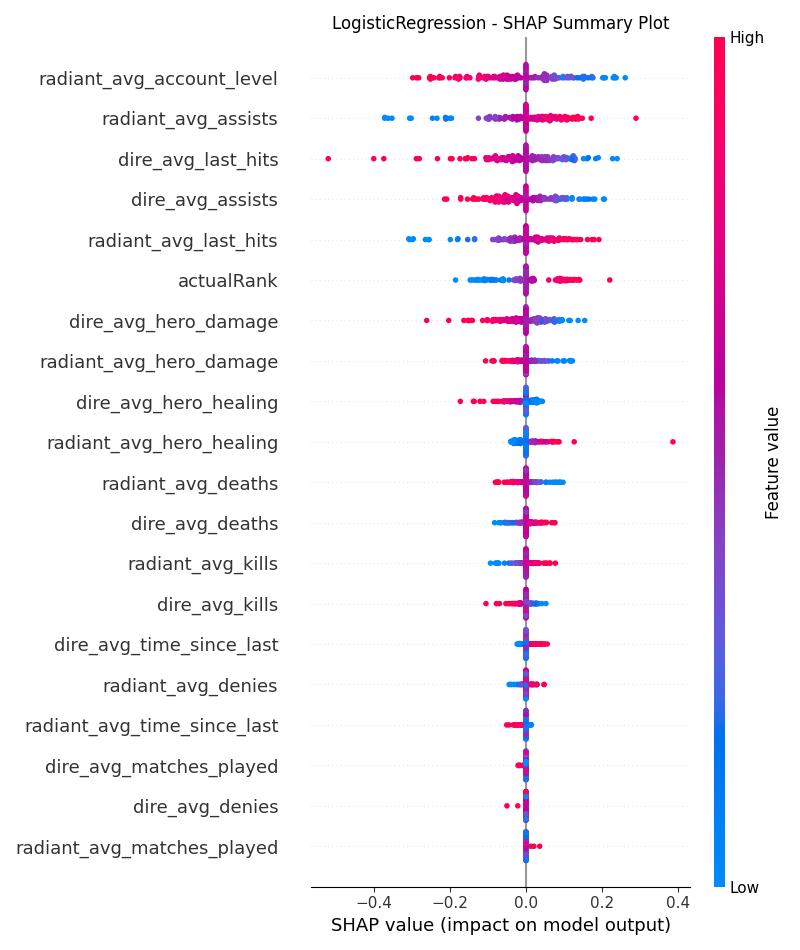 LogisticRegression - SHAP Summary Plot
High
radiant_avg_account_level
radiant_avg_assists
dire_avg_last_hits
dire_avg_assists
radiant_avg_last_hits
actualRank
dire_avg_hero_damage
radiant_avg_hero_damage
dire_avg_hero_healing
radiant_avg_hero_healing
radiant_avg_deaths
dire_avg_deaths
radiant_avg_kills
dire_avg_kills
dire_avg_time_since_last
radiant_avg_denies
radiant_avg_time_since_last
dire_avg_matches_played
dire_avg_denies
radiant_avg_matches_played
Feature value
Low
−0.4 −0.2 0.0 0.2 0.4
SHAP value (impact on model output)